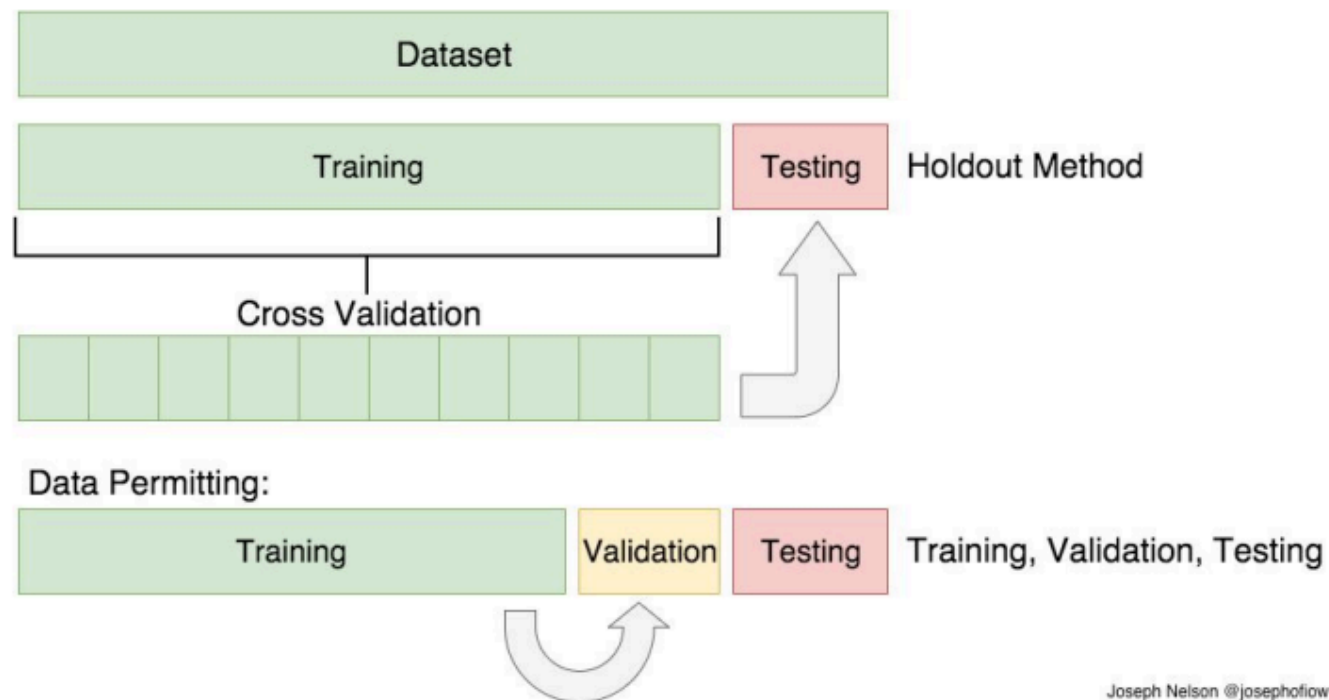 Dataset
Training Testing Holdout Method
Cross Validation
Data Permitting:
Training Validation Testing Training, Validation, Testing
Joseph Nelson @josephofiow